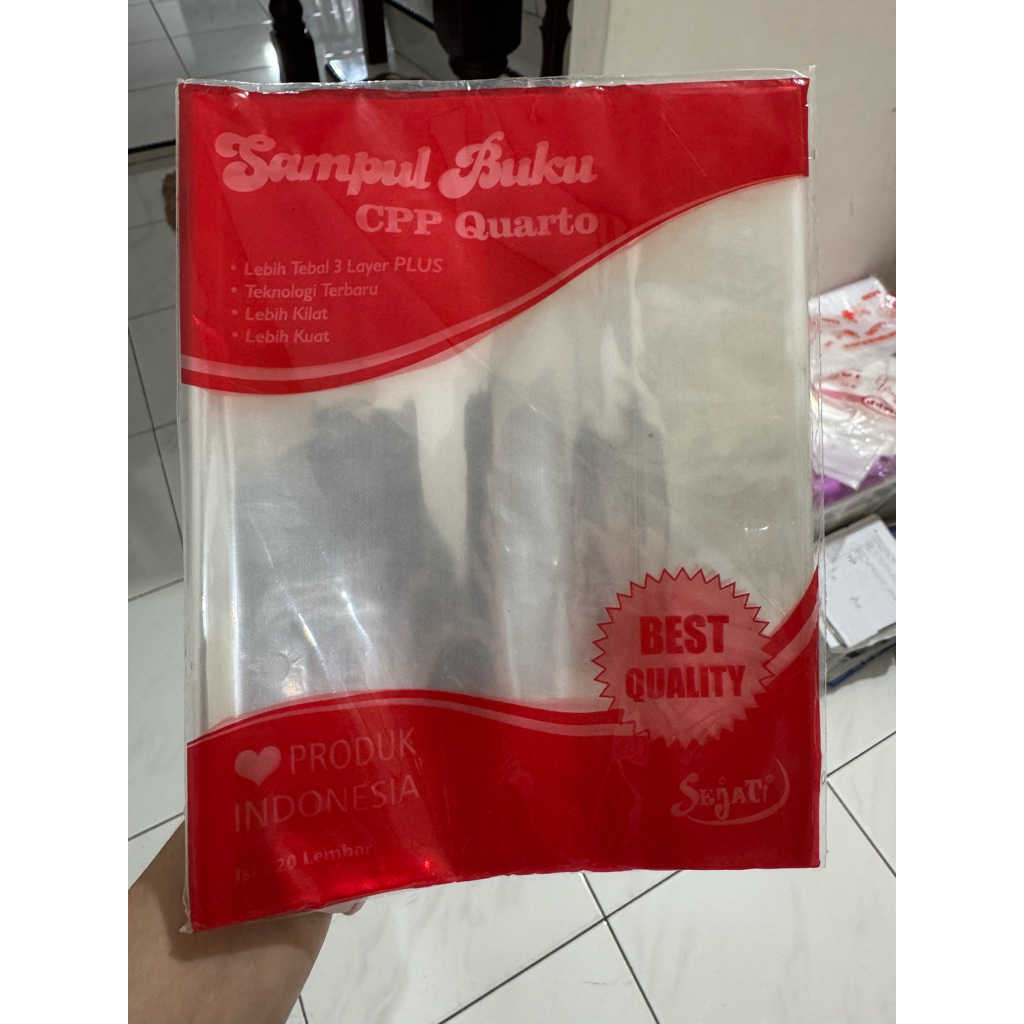 Sampul Buku
CPP Quarto
• Lebih Tebal 3 Layer PLUS
• Teknologi Terbaru
• Lebih Kilat
• Lebih Kuat
BEST
QUALITY
PRODUK
INDONESIA
SEJATi
Isi 20 Lembar